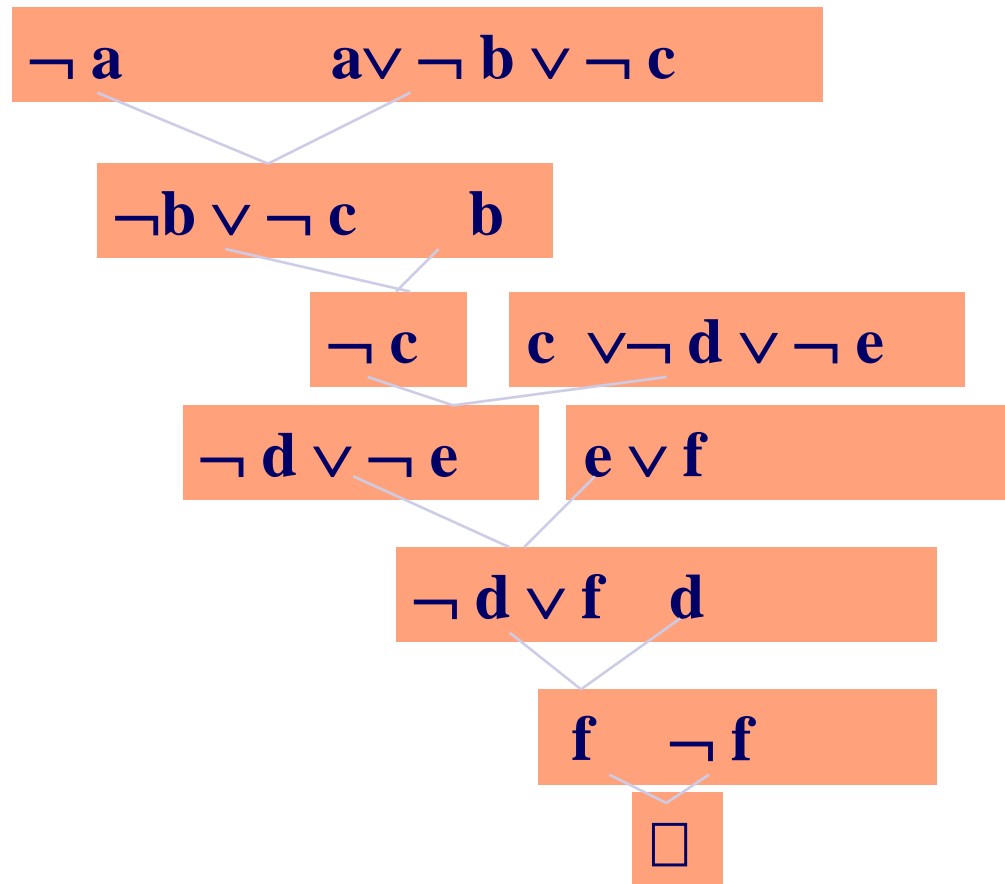 ¬ a a∨ ¬ b ∨ ¬ c
¬b ∨ ¬ c b
¬ c c ∨¬ d ∨ ¬ e
¬ d ∨ ¬ e e ∨ f
¬ d ∨ f d
f ¬ f
□